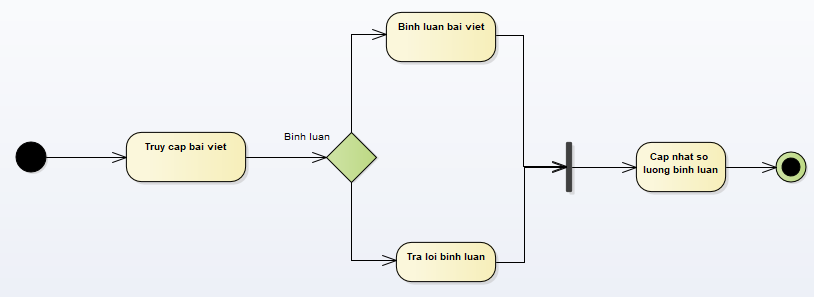 Binh luan bai viet
Binh luan
Truy cap bai viet
Cap nhat so
luong binh luan
Tra loi binh luan